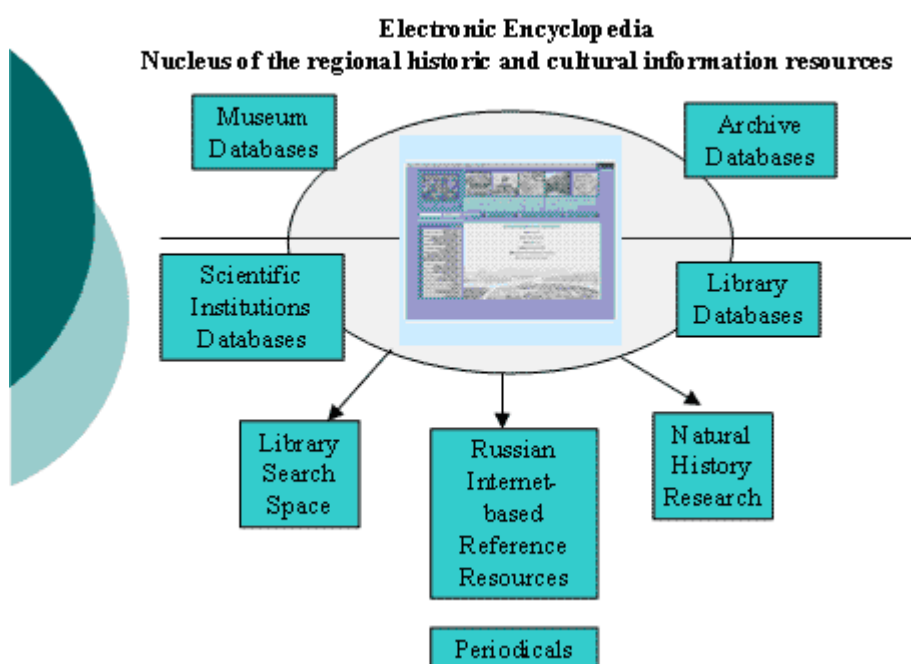 Electronic Encyclopedia
Nucleus of the regional historic and cultural information resources
Museum
Databases
Archive
Databases
Scientific
Institutions
Databases
Library
Databases
Library
Search
Space
Russian
Internet-
based
Reference
Resources
Natural
History
Research
Periodicals